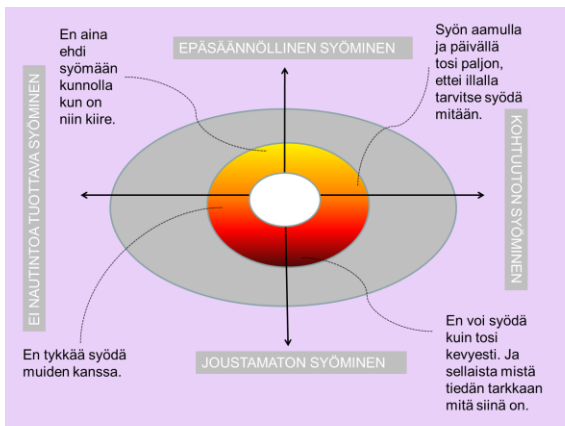 En aina
ehdi
syömään
kunnolla
kun on
niin kiire.
EPÄSÄÄNNÖLLINEN SYÖMINEN
Syön aamulla
ja päivällä
tosi paljon,
ettei illalla
tarvitse syödä
mitään.
EI NAUTINTOA TUOTTAVA SYÖMINEN
KOHTUUTON SYÖMINEN
En tykkää syödä
muiden kanssa.
JOUSTAMATON SYÖMINEN
En voi syödä
kuin tosi
kevyesti. Ja
sellaista mistä
tiedän tarkkaan
mitä siinä on.